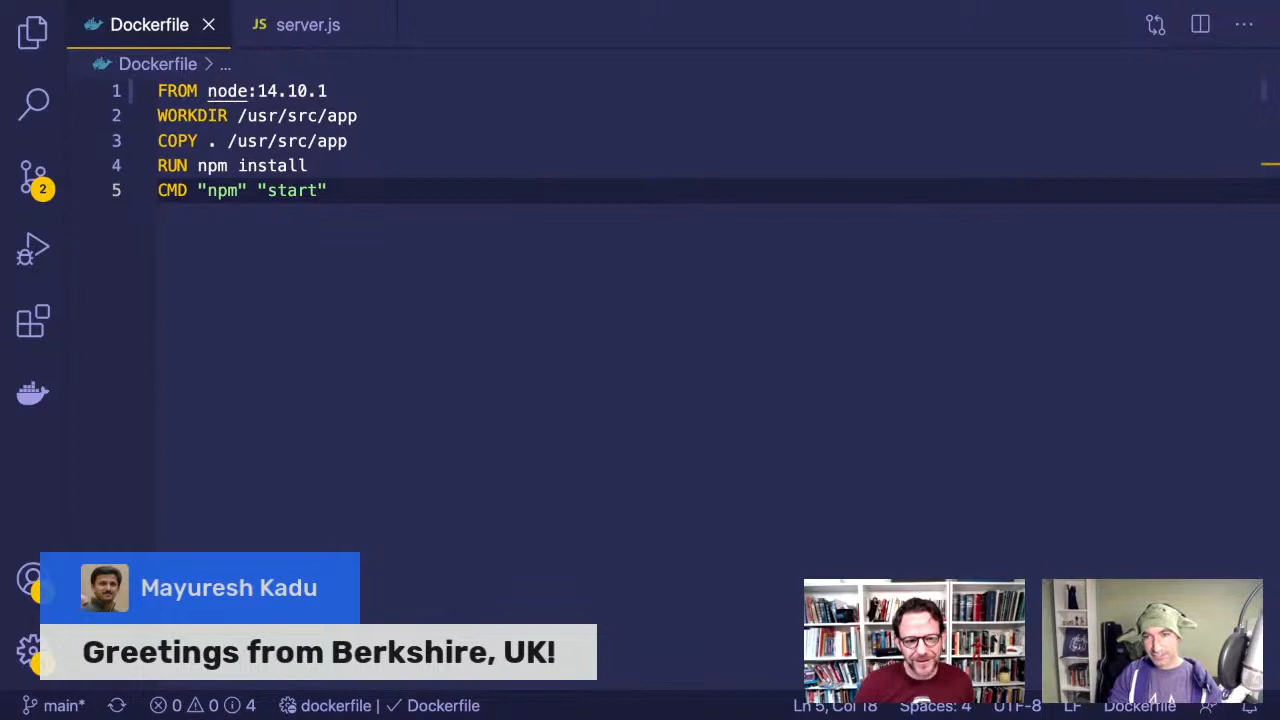 Dockerfile
JS server.js
Dockerfile > ...
1 FROM node:14.10.1
2 WORKDIR /usr/src/app
3 COPY . /usr/src/app
4 RUN npm install
5 CMD "npm" "start"
2
Mayuresh Kadu
Greetings from Berkshire, UK!
main* 0 0 4 dockerfile | ✓ Dockerfile Ln 5, Col 18 Spaces: 4 UTF-8 LF Dockerfile